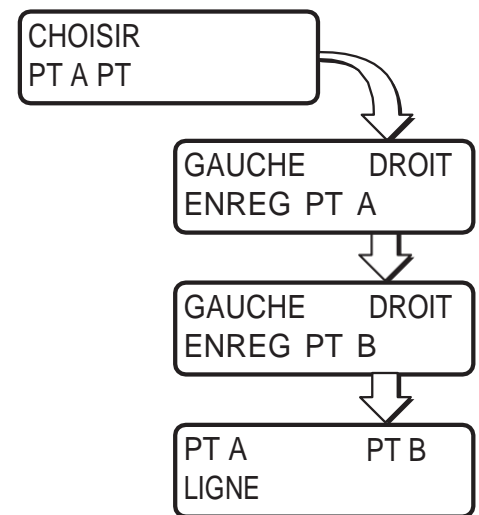 CHOISIR
PT A PT
GAUCHE DROIT
ENREG PT A
GAUCHE DROIT
ENREG PT B
PT A PT B
LIGNE